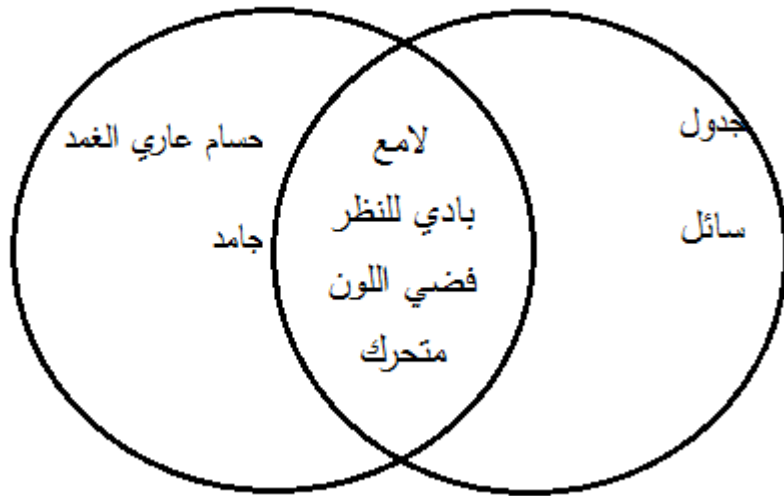 جدول
سائل
لامع
بادي للنظر
فضي اللون
متحرك
حسام عاري الغمد
جامد